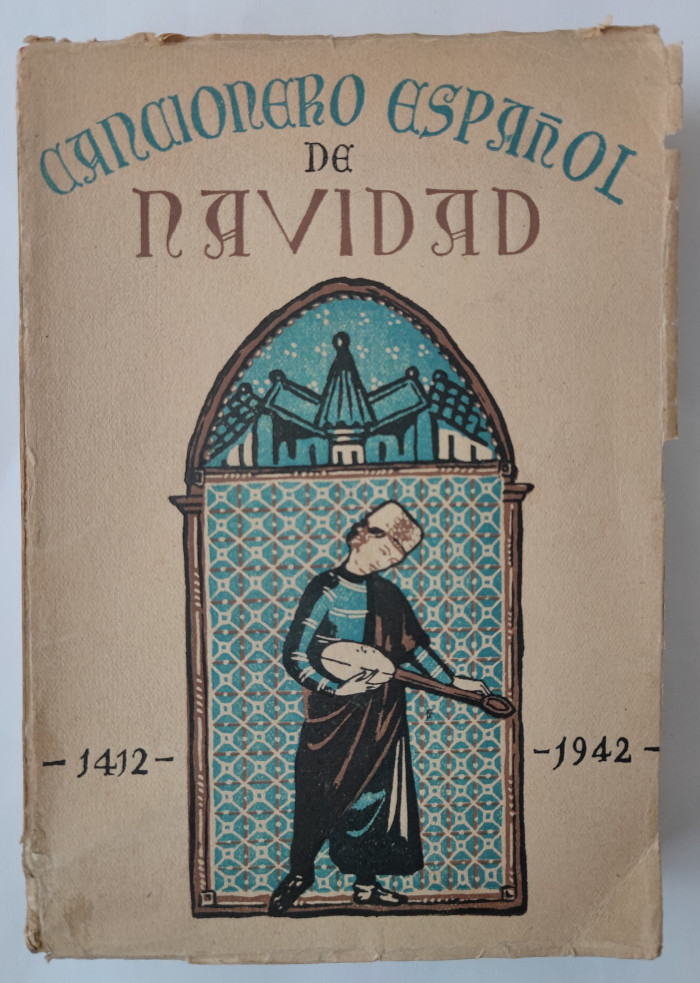 CANCIONERO ESPAÑOL
DE
NAVIDAD
- 1412 -
- 1942 -